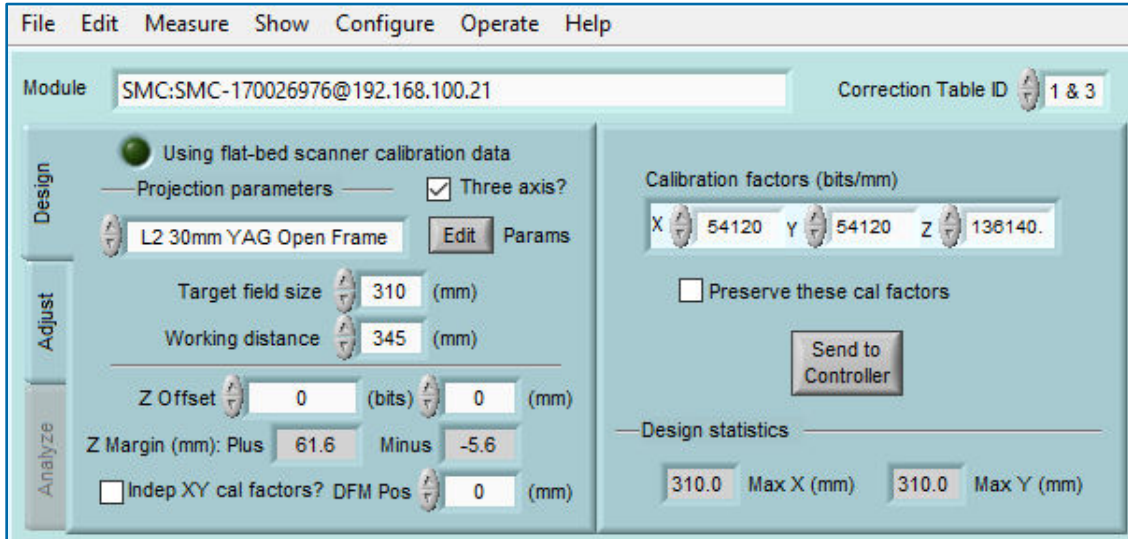 File Edit Measure Show Configure Operate Help
Module SMC:SMC-170026976@192.168.100.21 Correction Table ID 1 & 3
Design
Adjust
Analyze
Using flat-bed scanner calibration data
Projection parameters Three axis?
L2 30mm YAG Open Frame Edit Params
Target field size 310 (mm)
Working distance 345 (mm)
Z Offset 0 (bits) 0 (mm)
Z Margin (mm): Plus 61.6 Minus -5.6
Indep XY cal factors? DFM Pos 0 (mm)
Calibration factors (bits/mm)
X 54120 Y 54120 Z 136140.
Preserve these cal factors
Send to
Controller
Design statistics
310.0 Max X (mm) 310.0 Max Y (mm)